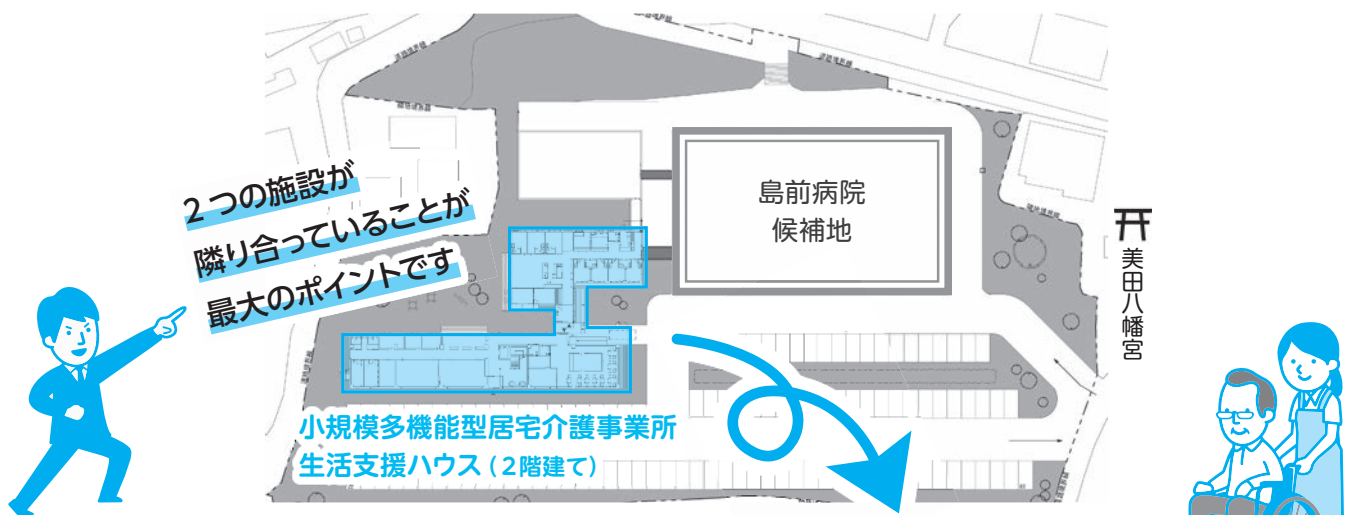 2つの施設が
隣り合っていることが
最大のポイントです
島前病院
候補地
美田八幡宮
小規模多機能型居宅介護事業所
生活支援ハウス(2階建て)